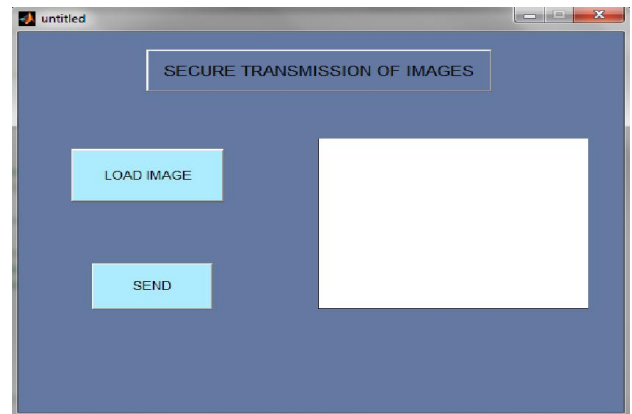 untitled
SECURE TRANSMISSION OF IMAGES
LOAD IMAGE
SEND